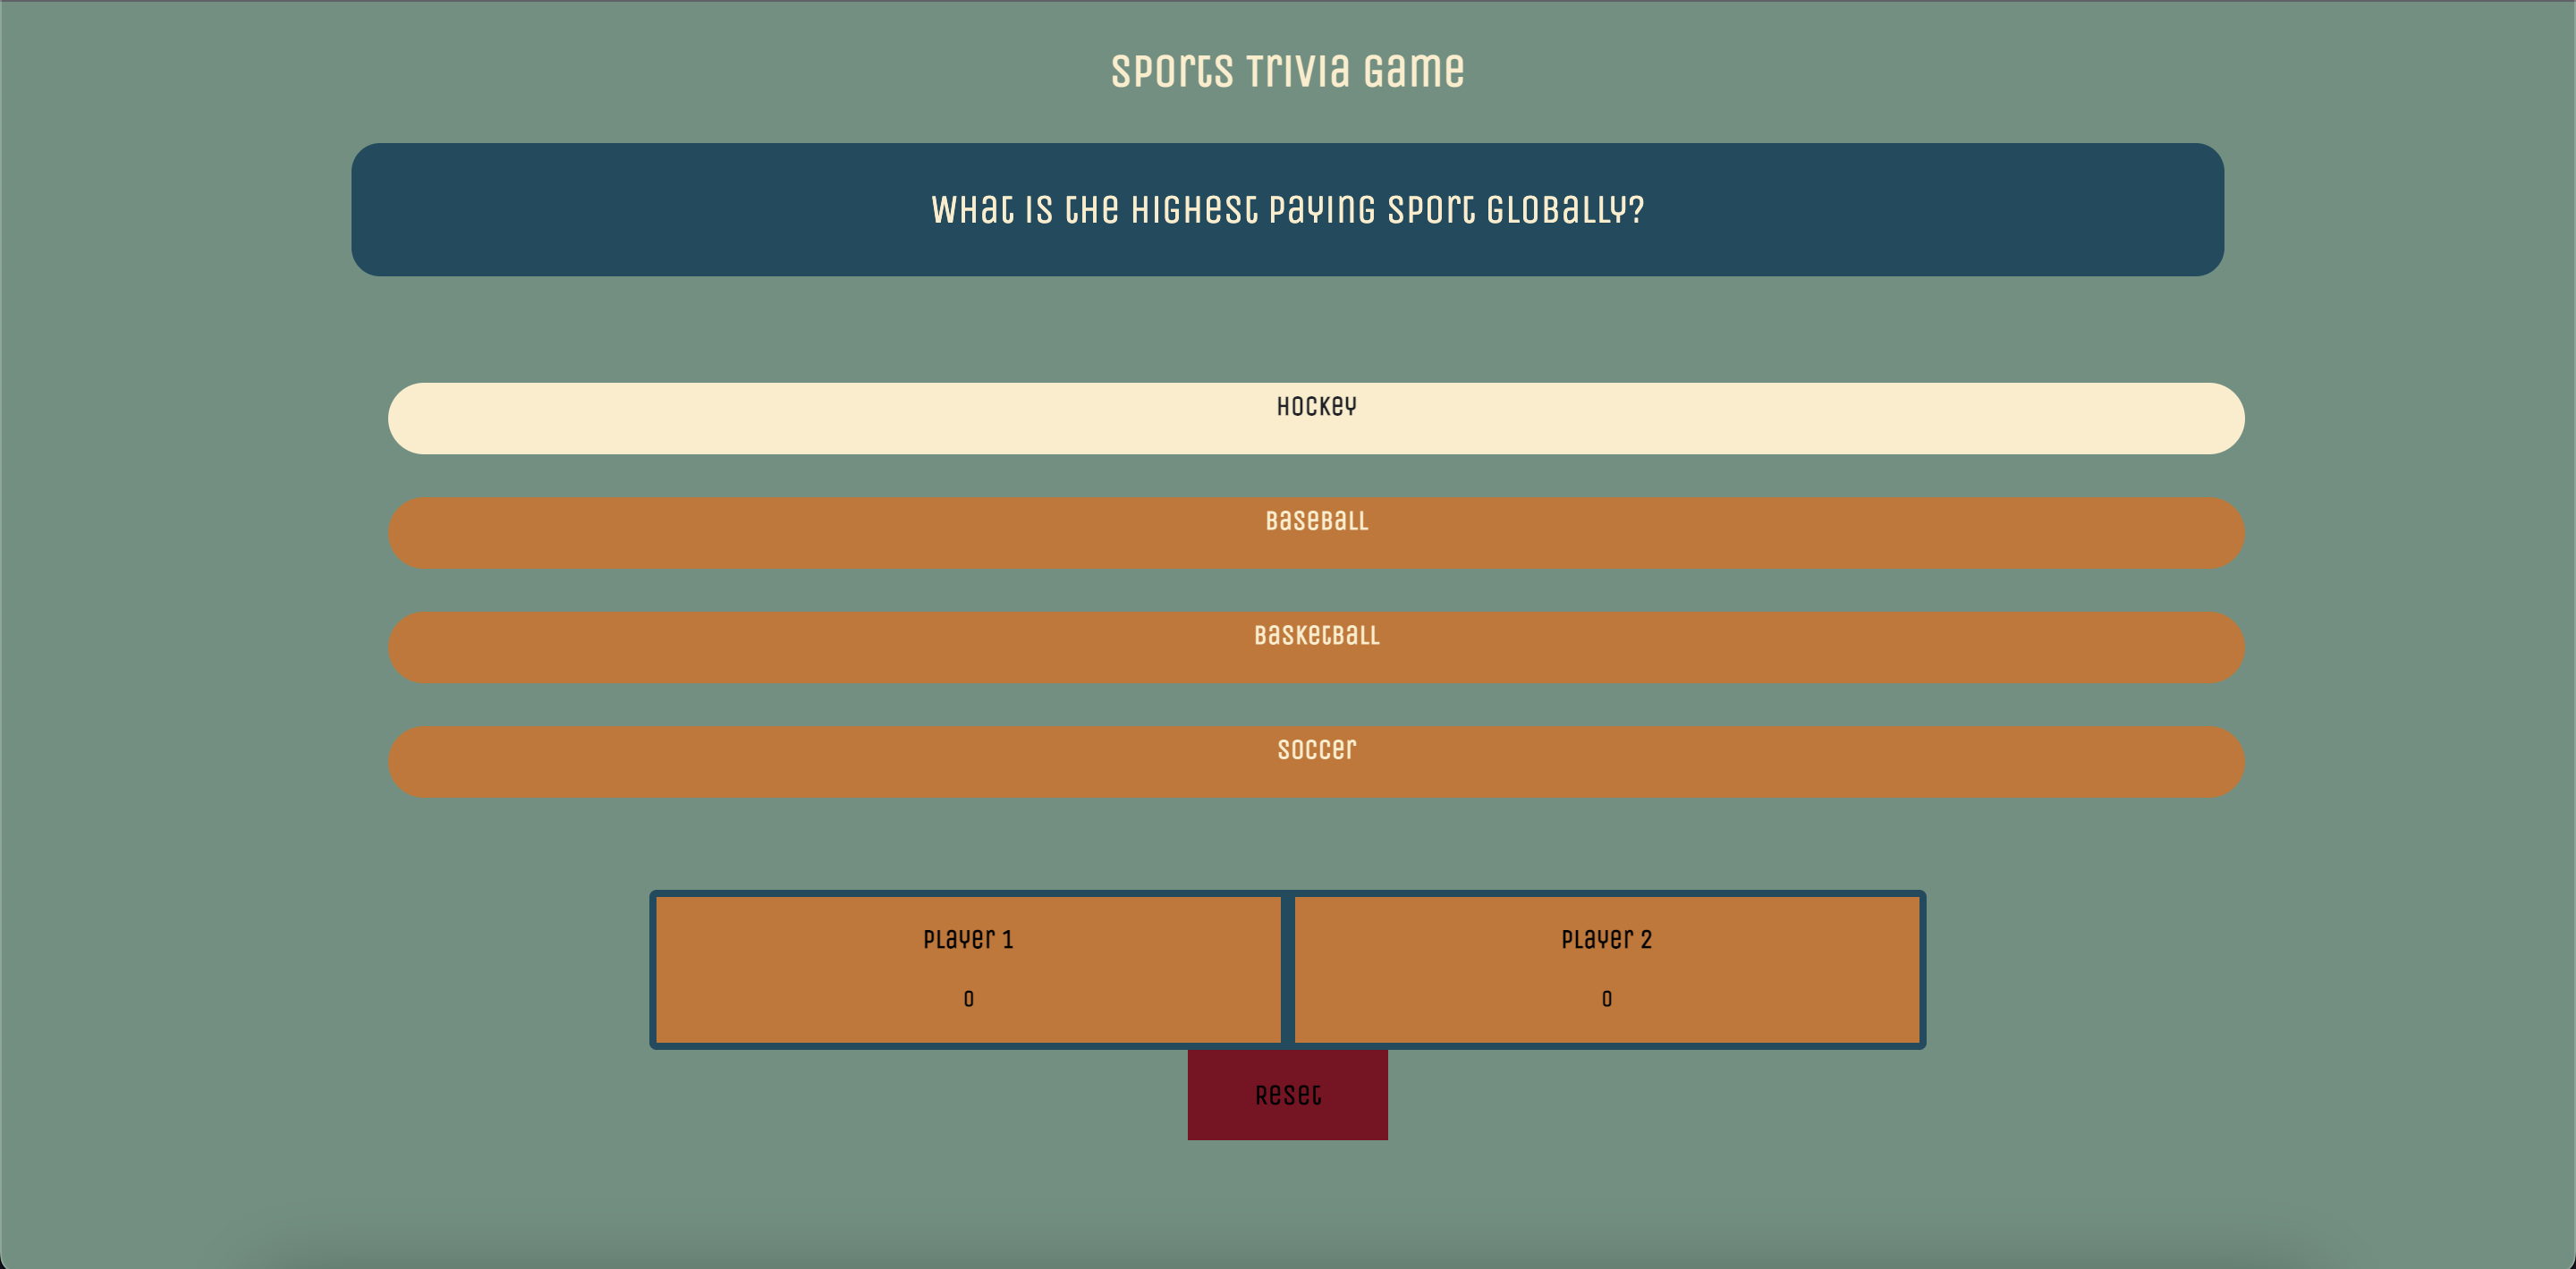 Sports Trivia Game
What is the highest paying sport globally?
Hockey
Baseball
Basketball
Soccer
Player 1
0
Player 2
0
Reset